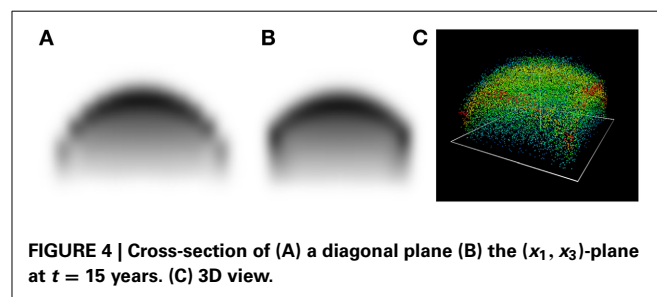 A B C
FIGURE 4 | Cross-section of (A) a diagonal plane (B) the (x₁, x₃)-plane
at t = 15 years. (C) 3D view.